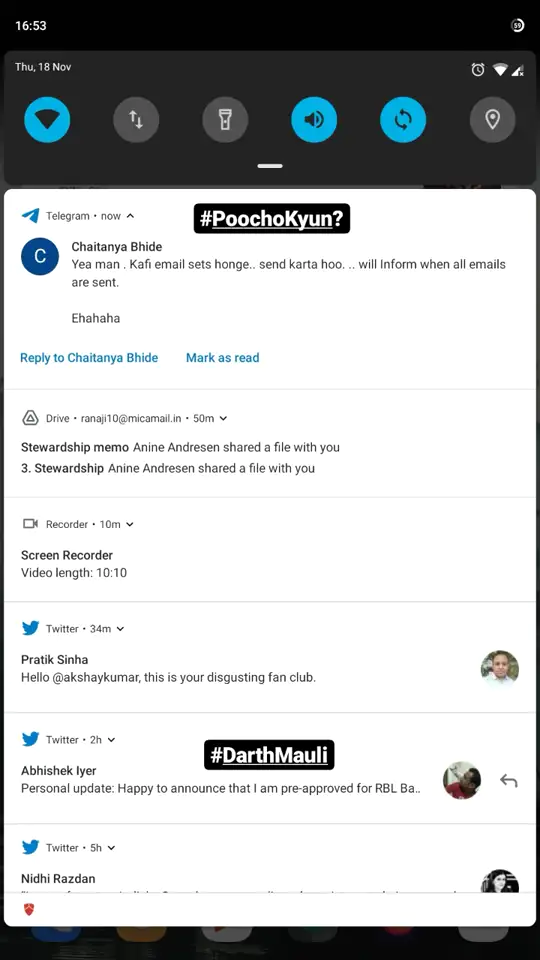 16:53
59
Thu, 18 Nov
Telegram • now
#PoochoKyun?
C
Chaitanya Bhide
Yea man . Kafi email sets honge.. send karta hoo. .. will Inform when all emails
are sent.
Ehahaha
Reply to Chaitanya Bhide Mark as read
Drive • ranaji10@micamail.in • 50m
Stewardship memo Anine Andresen shared a file with you
3. Stewardship Anine Andresen shared a file with you
Recorder • 10m
Screen Recorder
Video length: 10:10
Twitter • 34m
Pratik Sinha
Hello @akshaykumar, this is your disgusting fan club.
Twitter • 2h
#DarthMauli
Abhishek Iyer
Personal update: Happy to announce that I am pre-approved for RBL Ba..
Twitter • 5h
Nidhi Razdan